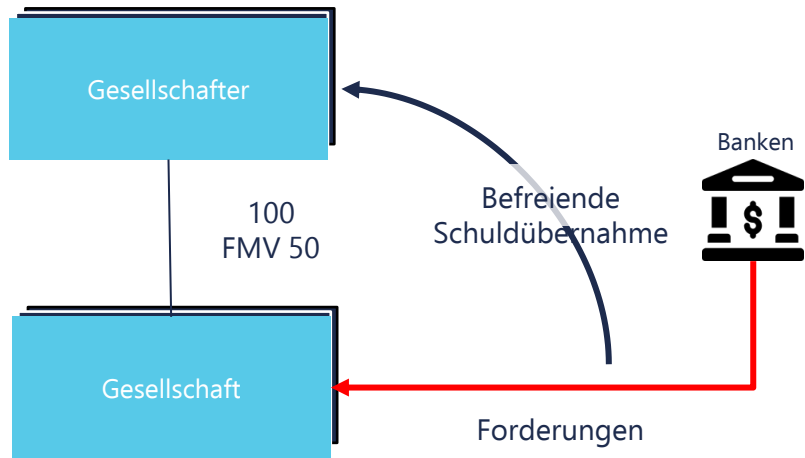 Gesellschafter
Banken
$
100
FMV 50
Befreiende
Schuldübernahme
Gesellschaft
Forderungen